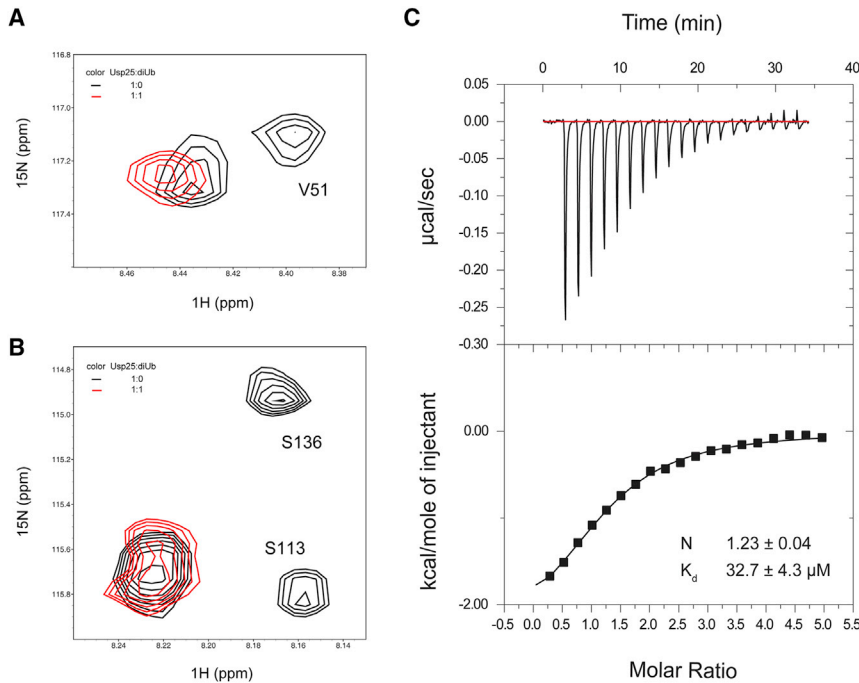 A
color Usp25:diUb
1:0
1:1
116.8
117.0
117.2
117.4
15N (ppm)
V51
8.46 8.44 8.42 8.40 8.38
1H (ppm)
B
color Usp25:diUb
1:0
1:1
114.8
115.0
115.2
115.4
115.6
115.8
15N (ppm)
S136
S113
8.24 8.22 8.20 8.18 8.16 8.14
1H (ppm)
C
Time (min)
0 10 20 30 40
0.05
0.00
-0.05
-0.10
-0.15
-0.20
-0.25
-0.30
µcal/sec
0.00
-2.00
kcal/mole of injectant
N 1.23 ± 0.04
Kd 32.7 ± 4.3 µM
-0.5 0.0 0.5 1.0 1.5 2.0 2.5 3.0 3.5 4.0 4.5 5.0 5.5
Molar Ratio